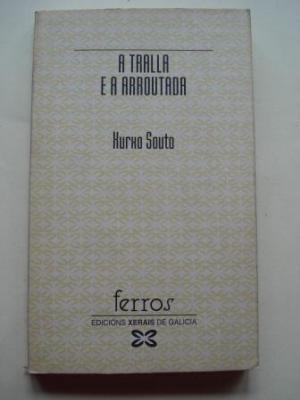 A TRALLA
E A ARROUTADA
Xurxo Souto
ferros
EDICIÓNS XERAIS DE GALICIA